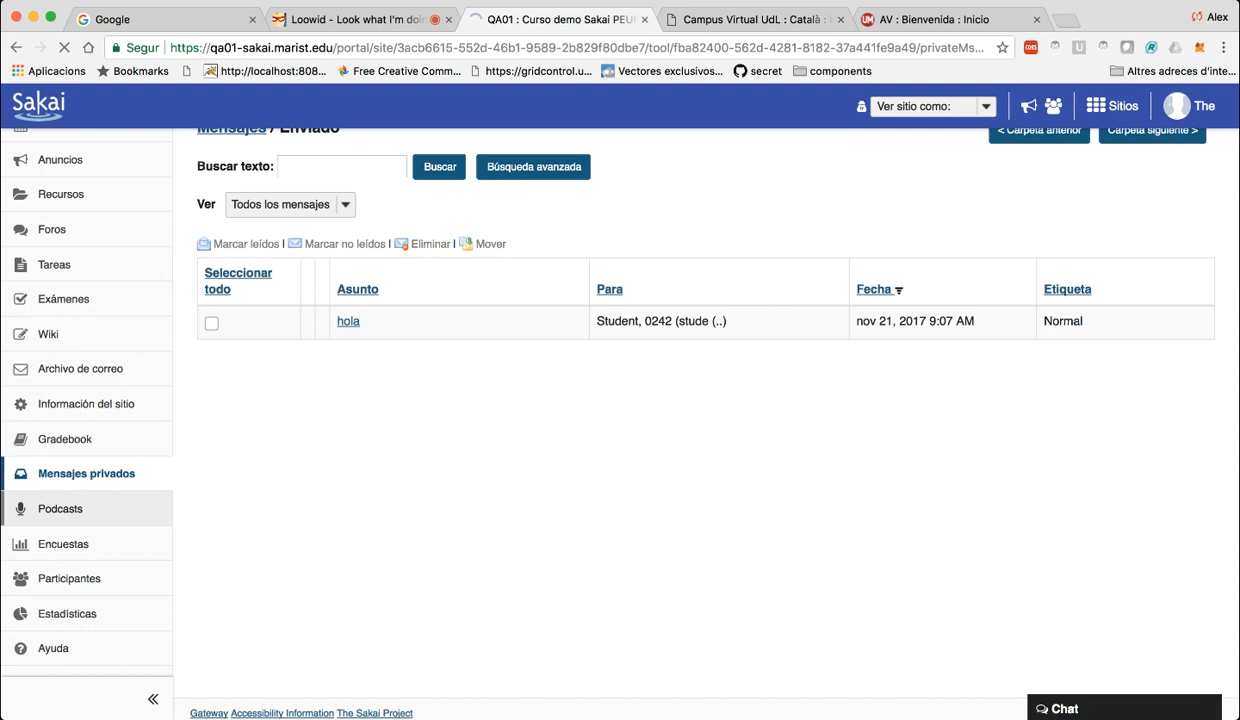 Google
Loowid - Look what I'm doin
QA01 : Curso demo Sakai PEU
Campus Virtual UdL : Català :
AV : Bienvenida : Inicio
Alex
Segur
https://qa01-sakai.marist.edu/portal/site/3acb6615-552d-46b1-9589-2b829f80dbe7/tool/fba82400-562d-4281-8182-37a441fe9a49/privateMs...
Aplicacions
Bookmarks
http://localhost:808...
Free Creative Comm...
https://gridcontrol.u...
Vectores exclusivos...
secret
components
Altres adreces d'inte...
Sakai
Ver sitio como:
Sitios
The
Mensajes / Enviado
< Carpeta anterior
Carpeta siguiente >
Anuncios
Recursos
Foros
Tareas
Exámenes
Wiki
Archivo de correo
Información del sitio
Gradebook
Mensajes privados
Podcasts
Encuestas
Participantes
Estadísticas
Ayuda
Buscar texto:
Buscar
Búsqueda avanzada
Ver
Todos los mensajes
Marcar leídos | Marcar no leídos | Eliminar | Mover
Seleccionar
todo
Asunto
Para
Fecha
Etiqueta
hola
Student, 0242 (stude (..)
nov 21, 2017 9:07 AM
Normal
Gateway Accessibility Information The Sakai Project
Chat